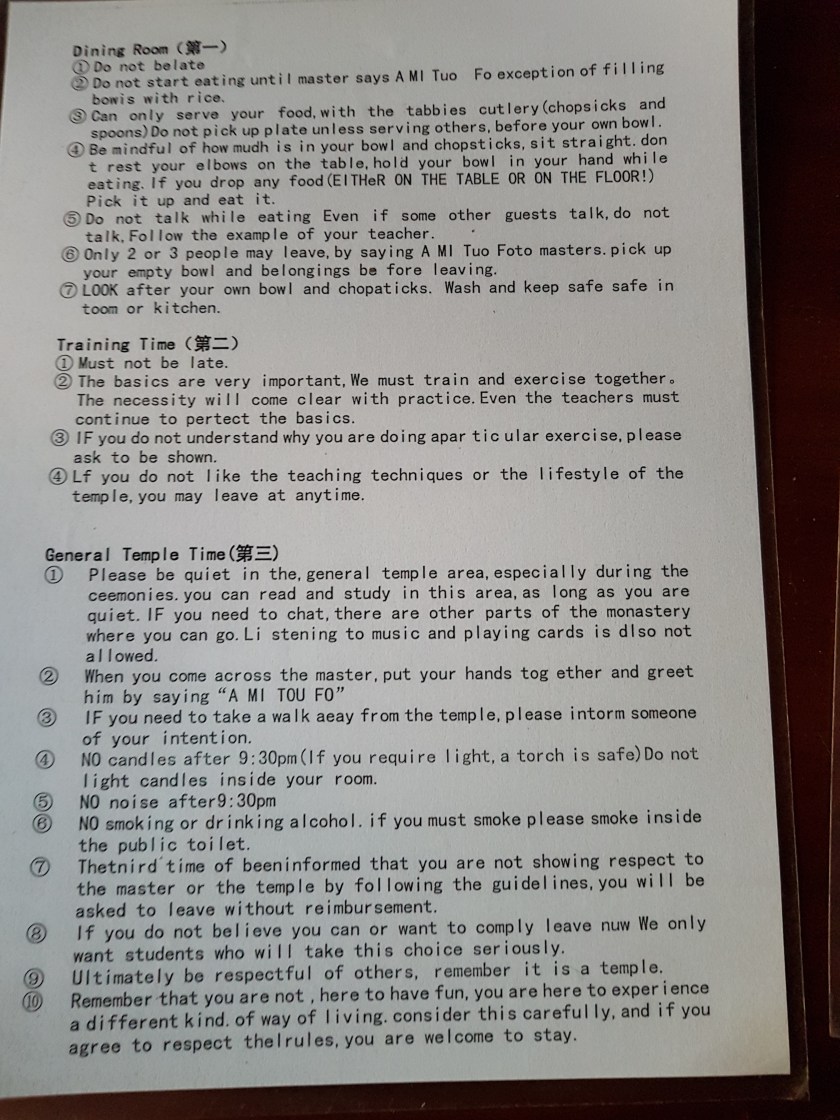 Dining Room (第一)
① Do not belate
② Do not start eating until master says A MI Tuo Fo exception of filling
bowis with rice.
③ Can only serve your food,with the tabbies cutlery(chopsicks and
spoons)Do not pick up plate unless serving others, before your own bowl.
④ Be mindful of how mudh is in your bowl and chopsticks, sit straight. don
t rest your elbows on the table,hold your bowl in your hand while
eating. If you drop any food(EITHeR ON THE TABLE OR ON THE FLOOR!)
Pick it up and eat it.
⑤ Do not talk while eating Even if some other guests talk,do not
talk,Follow the example of your teacher.
⑥ Only 2 or 3 people may leave,by saying A MI Tuo Foto masters.pick up
your empty bowl and belongings be fore leaving.
⑦ LOOK after your own bowl and chopaticks. Wash and keep safe safe in
toom or kitchen.
Training Time (第二)
① Must not be late.
② The basics are very important,We must train and exercise together。
The necessity will come clear with practice.Even the teachers must
continue to pertect the basics.
③ IF you do not understand why you are doing apar tic ular exercise,please
ask to be shown.
④ Lf you do not like the teaching techniques or the lifestyle of the
temple,you may leave at anytime.
General Temple Time(第三)
① Please be quiet in the,general temple area,especially during the
ceemonies.you can read and study in this area,as long as you are
quiet. IF you need to chat,there are other parts of the monastery
where you can go.Li stening to music and playing cards is dlso not
allowed.
② When you come across the master,put your hands tog ether and greet
him by saying “A MI TOU FO”
③ IF you need to take a walk aeay from the temple,please intorm someone
of your intention.
④ NO candles after 9:30pm(If you require light,a torch is safe)Do not
light candles inside your room.
⑤ NO noise after9:30pm
⑥ NO smoking or drinking alcohol. if you must smoke please smoke inside
the public toilet.
⑦ Thetnird time of beeninformed that you are not showing respect to
the master or the temple by following the guidelines,you will be
asked to leave without reimbursement.
⑧ If you do not believe you can or want to comply leave nuw We only
want students who will take this choice seriously.
⑨ Ultimately be respectful of others, remember it is a temple.
⑩ Remember that you are not ,here to have fun,you are here to experience
a different kind.of way of living.consider this carefully,and if you
agree to respect thelrules,you are welcome to stay.